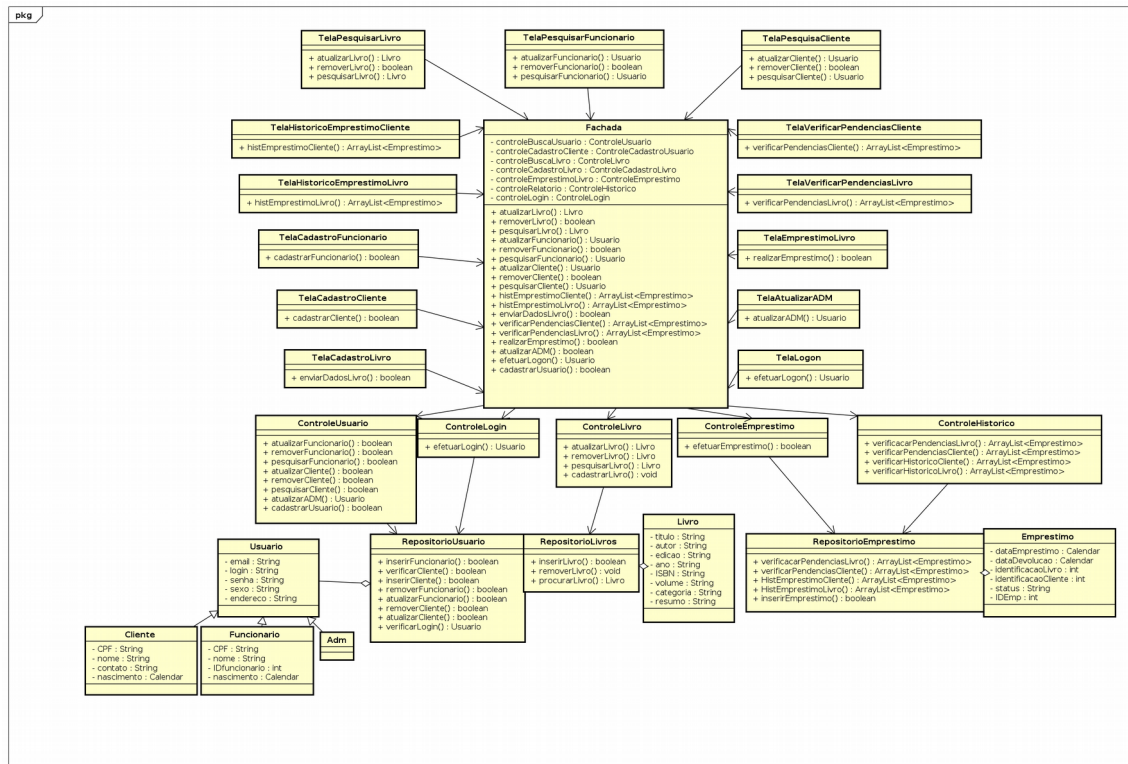 pkg
TelaPesquisarLivro
+ atualizarLivro() : Livro
+ removerLivro() : boolean
+ pesquisarLivro() : Livro
TelaPesquisarFuncionario
+ atualizarFuncionario() : Usuario
+ removerFuncionario() : boolean
+ pesquisarFuncionario() : Usuario
TelaPesquisaCliente
+ atualizarCliente() : Usuario
+ removerCliente() : boolean
+ pesquisarCliente() : Usuario
TelaHistoricoEmprestimoCliente
+ histEmprestimoCliente() : ArrayList<Emprestimo>
TelaHistoricoEmprestimoLivro
+ histEmprestimoLivro() : ArrayList<Emprestimo>
TelaCadastroFuncionario
+ cadastrarFuncionario() : boolean
TelaCadastroCliente
+ cadastrarCliente() : boolean
TelaCadastroLivro
+ enviarDadosLivro() : boolean
Fachada
- controleBuscaUsuario : ControleUsuario
- controleCadastroCliente : ControleCadastroUsuario
- controleBuscaLivro : ControleLivro
- controleCadastroLivro : ControleCadastroLivro
- controleEmprestimoLivro : ControleEmprestimo
- controleRelatorio : ControleHistorico
- controleLogin : ControleLogin
+ atualizarLivro() : Livro
+ removerLivro() : boolean
+ pesquisarLivro() : Livro
+ atualizarFuncionario() : Usuario
+ removerFuncionario() : boolean
+ pesquisarFuncionario() : Usuario
+ atualizarCliente() : Usuario
+ removerCliente() : boolean
+ pesquisarCliente() : Usuario
+ histEmprestimoCliente() : ArrayList<Emprestimo>
+ histEmprestimoLivro() : ArrayList<Emprestimo>
+ enviarDadosLivro() : boolean
+ verificarPendenciasCliente() : ArrayList<Emprestimo>
+ verificarPendenciasLivro() : ArrayList<Emprestimo>
+ realizarEmprestimo() : boolean
+ atualizarADM() : boolean
+ efetuarLogon() : Usuario
+ cadastrarUsuario() : boolean
TelaVerificarPendenciasCliente
+ verificarPendenciasCliente() : ArrayList<Emprestimo>
TelaVerificarPendenciasLivro
+ verificarPendenciasLivro() : ArrayList<Emprestimo>
TelaEmprestimoLivro
+ realizarEmprestimo() : boolean
TelaAtualizarADM
+ atualizarADM() : Usuario
TelaLogon
+ efetuarLogon() : Usuario
ControleUsuario
+ atualizarFuncionario() : boolean
+ removerFuncionario() : boolean
+ pesquisarFuncionario() : boolean
+ atualizarCliente() : boolean
+ removerCliente() : boolean
+ pesquisarCliente() : boolean
+ atualizarADM() : Usuario
+ cadastrarUsuario() : boolean
ControleLogin
+ efetuarLogin() : Usuario
ControleLivro
+ atualizarLivro() : Livro
+ removerLivro() : Livro
+ pesquisarLivro() : Livro
+ cadastrarLivro() : void
ControleEmprestimo
+ efetuarEmprestimo() : boolean
ControleHistorico
+ verificacarPendenciasLivro() : ArrayList<Emprestimo>
+ verificarPendenciasCliente() : ArrayList<Emprestimo>
+ verificarHistoricoCliente() : ArrayList<Emprestimo>
+ verificarHistoricoLivro() : ArrayList<Emprestimo>
Usuario
- email : String
- login : String
- senha : String
- sexo : String
- endereco : String
RepositorioUsuario
+ inserirFuncionario() : boolean
+ verificarCliente() : boolean
+ inserirCliente() : boolean
+ removerFuncionario() : boolean
+ atualizarFuncionario() : boolean
+ removerCliente() : boolean
+ atualizarCliente() : boolean
+ verificarLogin() : Usuario
RepositorioLivros
+ inserirLivro() : boolean
+ removerLivro() : void
+ procurarLivro() : Livro
Livro
- titulo : String
- autor : String
- edicao : String
- ano : String
- ISBN : String
- volume : String
- categoria : String
- resumo : String
RepositorioEmprestimo
+ verificacarPendenciasLivro() : ArrayList<Emprestimo>
+ verificarPendenciasCliente() : ArrayList<Emprestimo>
+ HistEmprestimoCliente() : ArrayList<Emprestimo>
+ HistEmprestimoLivro() : ArrayList<Emprestimo>
+ inserirEmprestimo() : boolean
Emprestimo
- dataEmprestimo : Calendar
- dataDevolucao : Calendar
- identificacaoLivro : int
- identificacaoCliente : int
- status : String
- IDEmp : int
Cliente
- CPF : String
- nome : String
- contato : String
- nascimento : Calendar
Funcionario
- CPF : String
- nome : String
- IDfuncionario : int
- nascimento : Calendar
Adm